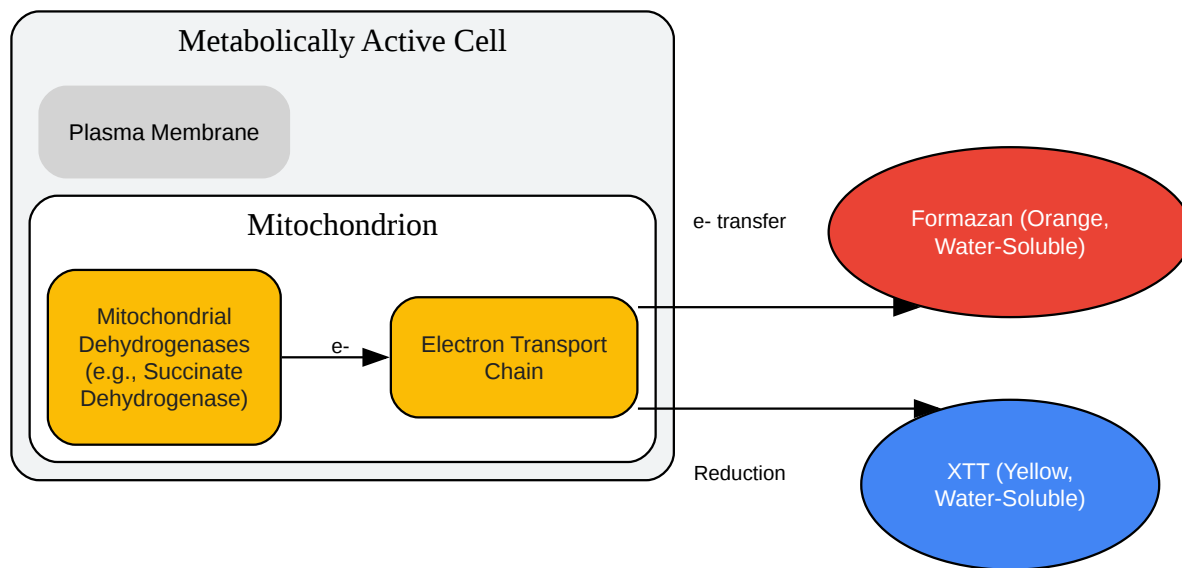 Metabolically Active Cell
Plasma Membrane
Mitochondrion
Mitochondrial
Dehydrogenases
(e.g., Succinate
Dehydrogenase)
e-
Electron Transport
Chain
e- transfer
Formazan (Orange,
Water-Soluble)
Reduction
XTT (Yellow,
Water-Soluble)